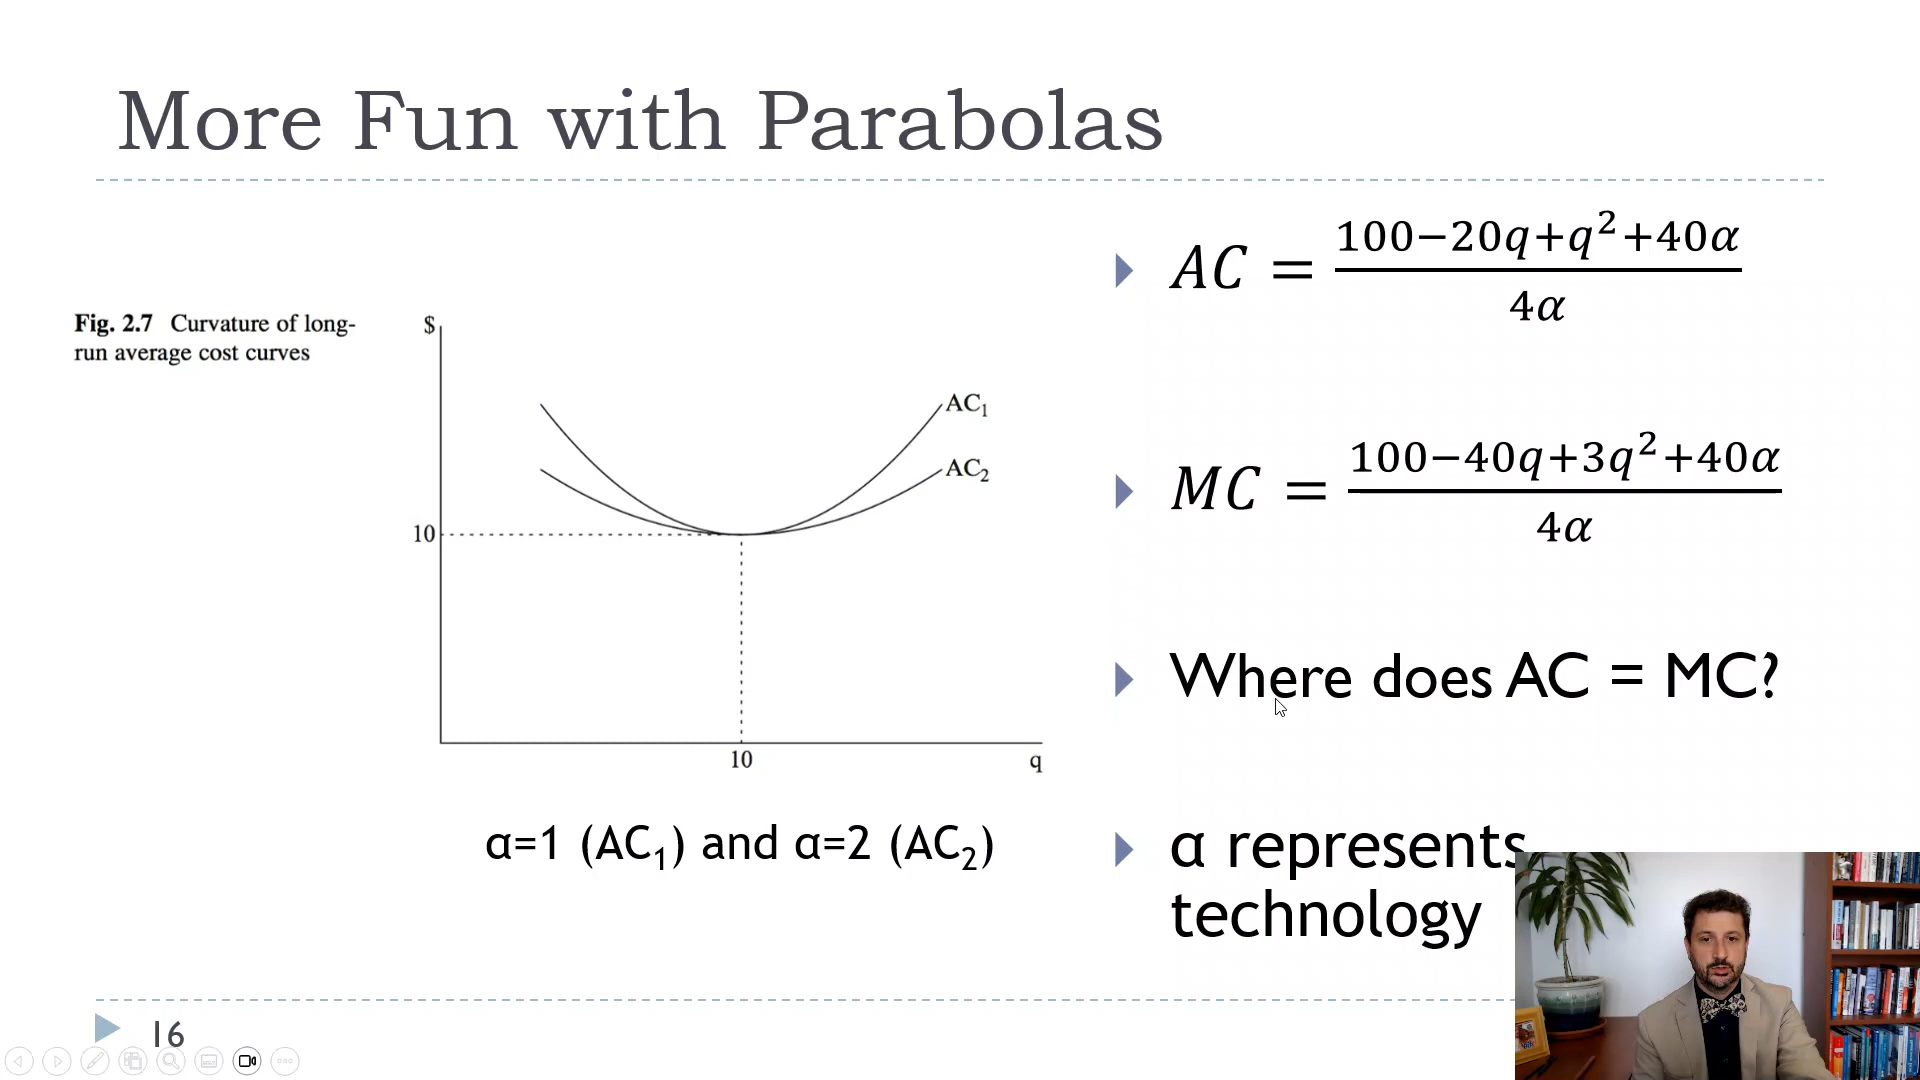 More Fun with Parabolas
Fig. 2.7 Curvature of long-
run average cost curves
$
AC₁
AC₂
10
10
q
α=1 (AC₁) and α=2 (AC₂)
AC = (100−20q+q²+40α)/(4α)
MC = (100−40q+3q²+40α)/(4α)
Where does AC = MC?
α represents
technology
16